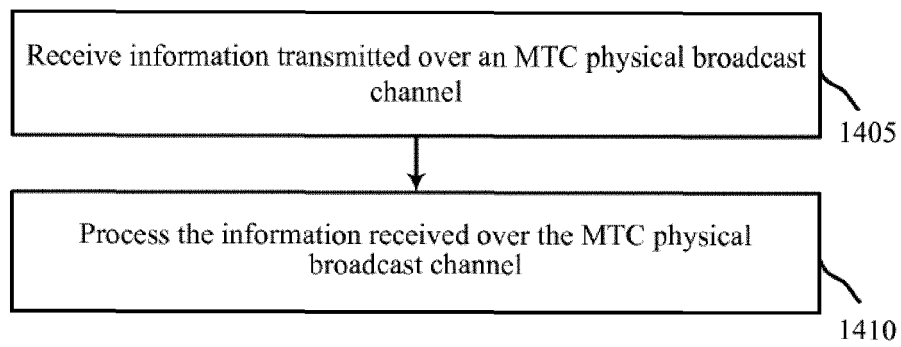 Receive information transmitted over an MTC physical broadcast
channel
1405
Process the information received over the MTC physical
broadcast channel
1410